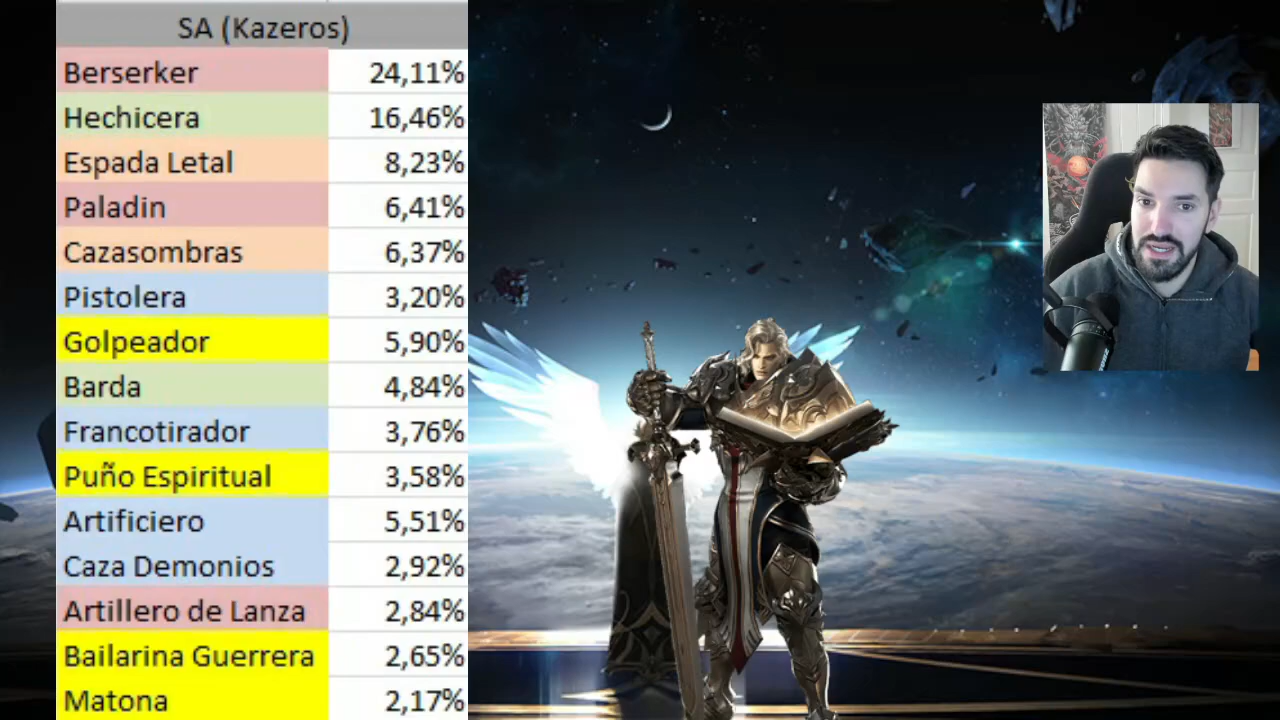 SA (Kazeros)
Berserker 24,11%
Hechicera 16,46%
Espada Letal 8,23%
Paladin 6,41%
Cazasombras 6,37%
Pistolera 3,20%
Golpeador 5,90%
Barda 4,84%
Francotirador 3,76%
Puño Espiritual 3,58%
Artificiero 5,51%
Caza Demonios 2,92%
Artillero de Lanza 2,84%
Bailarina Guerrera 2,65%
Matona 2,17%